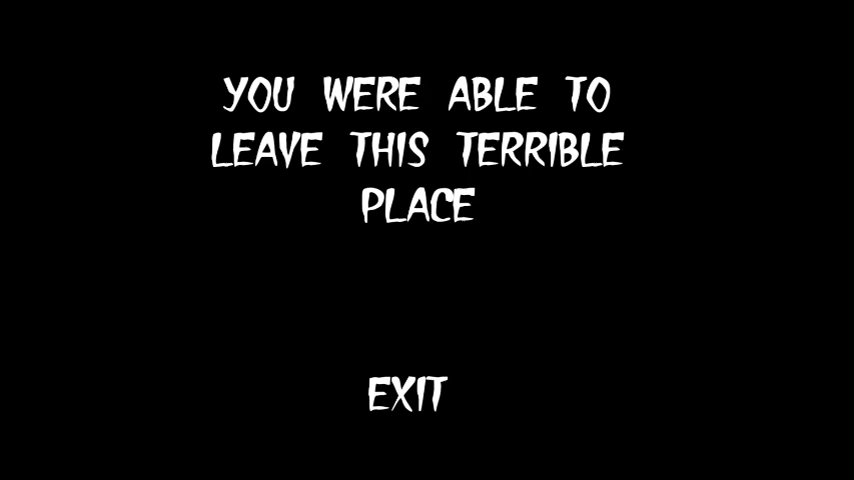 YOU WERE ABLE TO
LEAVE THIS TERRIBLE
PLACE
EXIT